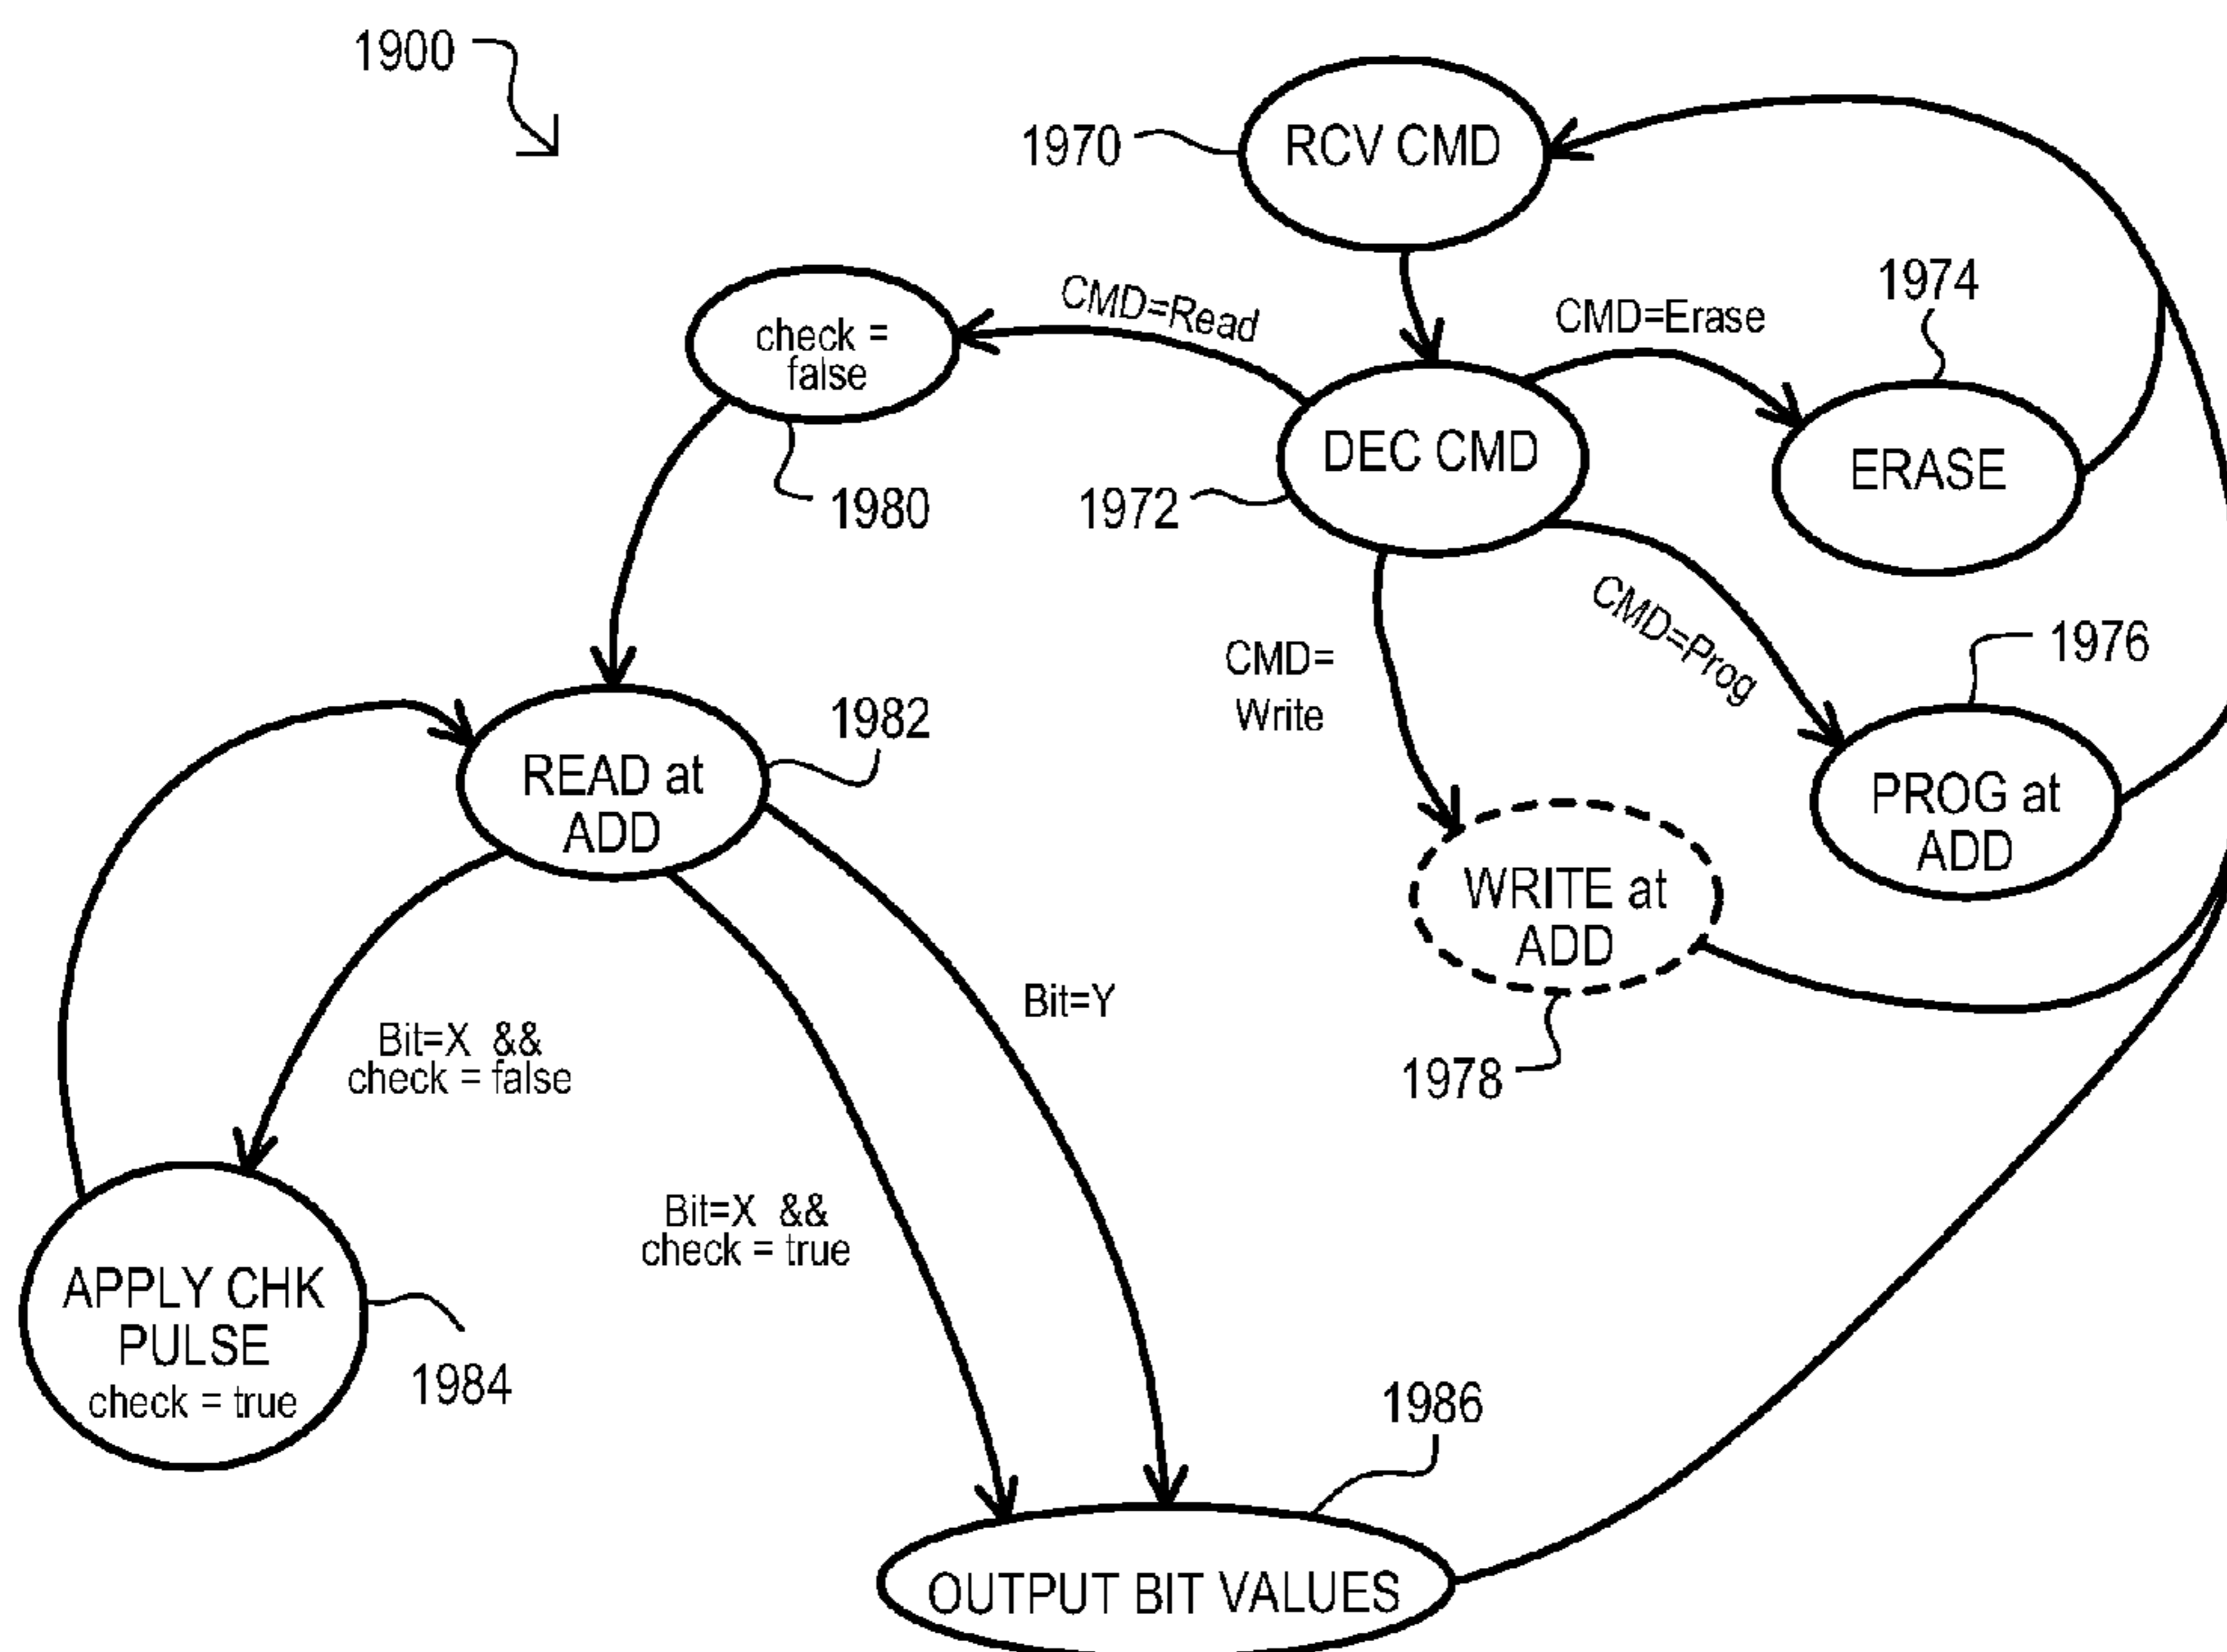 1900
1970
RCV CMD
CMD=Read
CMD=Erase
1974
check =
false
1980
DEC CMD
1972
ERASE
CMD=
Write
CMD=Prog
1976
1982
READ at
ADD
PROG at
ADD
WRITE at
ADD
1978
Bit=Y
Bit=X &&
check = false
Bit=X &&
check = true
APPLY CHK
PULSE
check = true
1984
1986
OUTPUT BIT VALUES